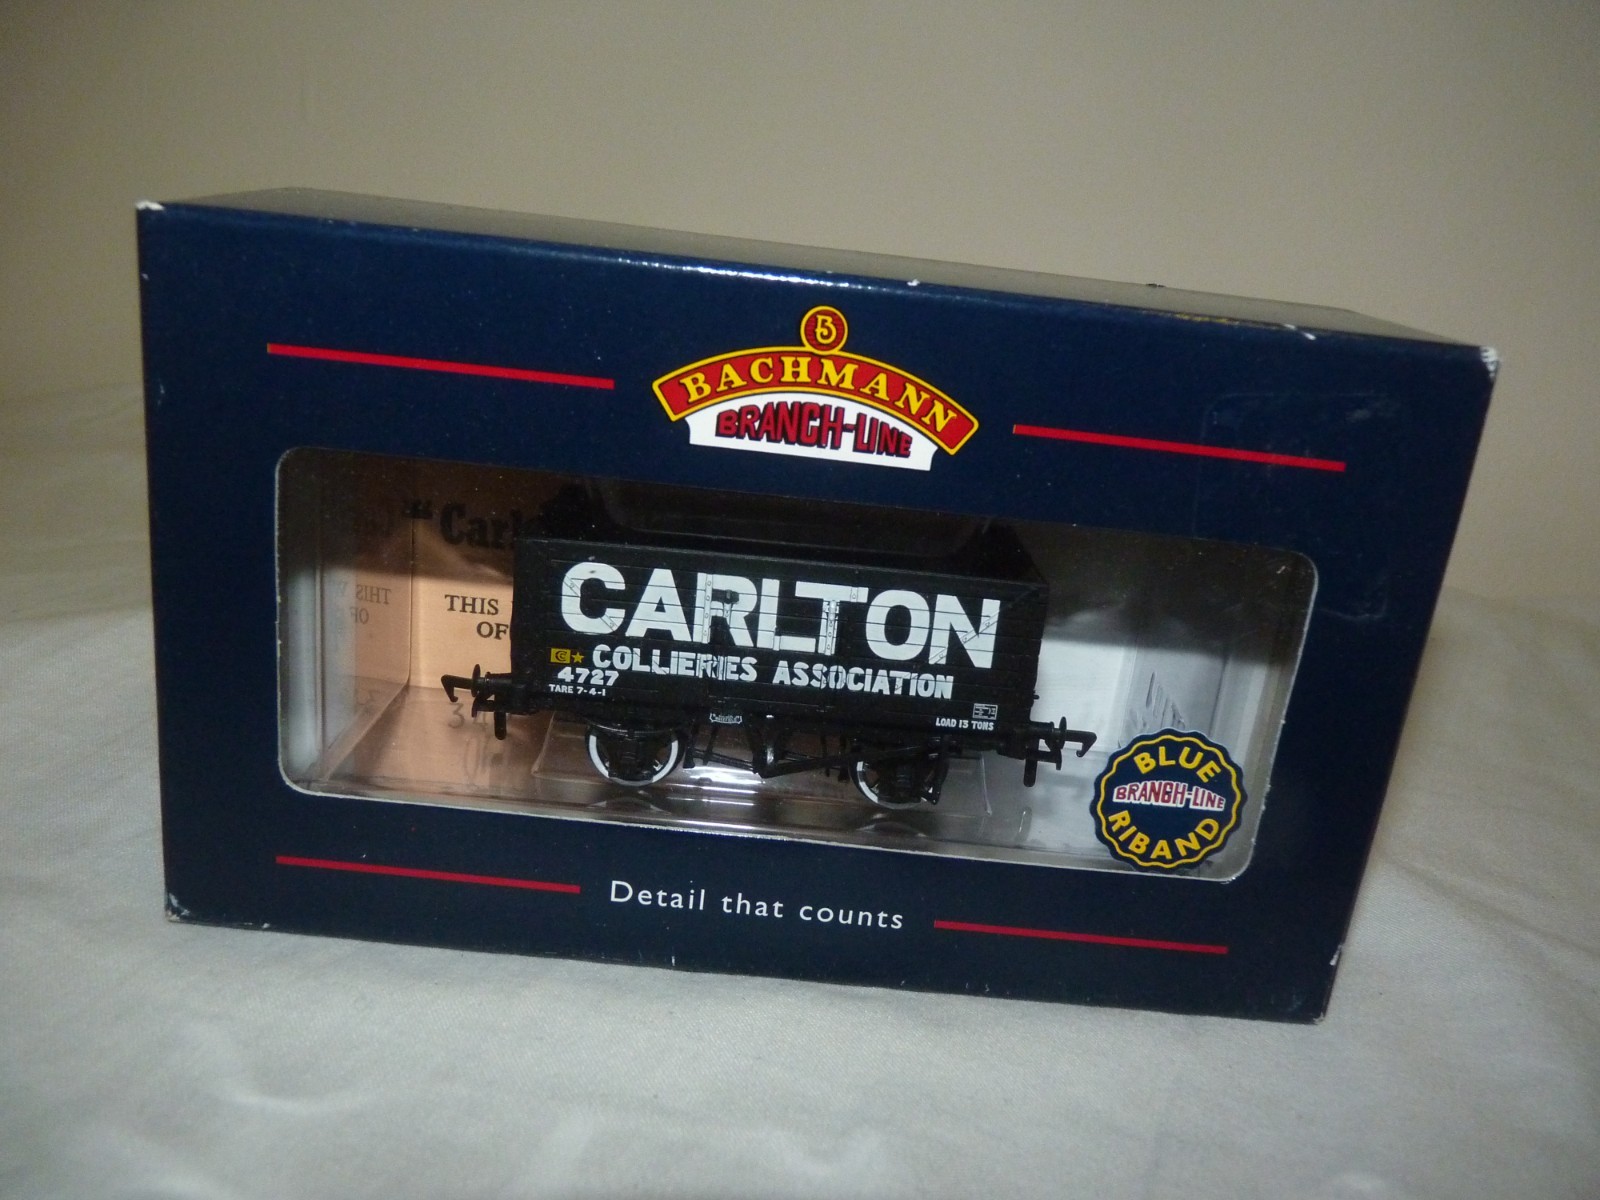 B
BACHMANN
BRANCH-LINE
"Carl
THIS
OF
CARLTON
C
COLLIERIES ASSOCIATION
4727
TARE 7-4-1
LOAD 13 TONS
BLUE
BRANCH-LINE
RIBAND
Detail that counts